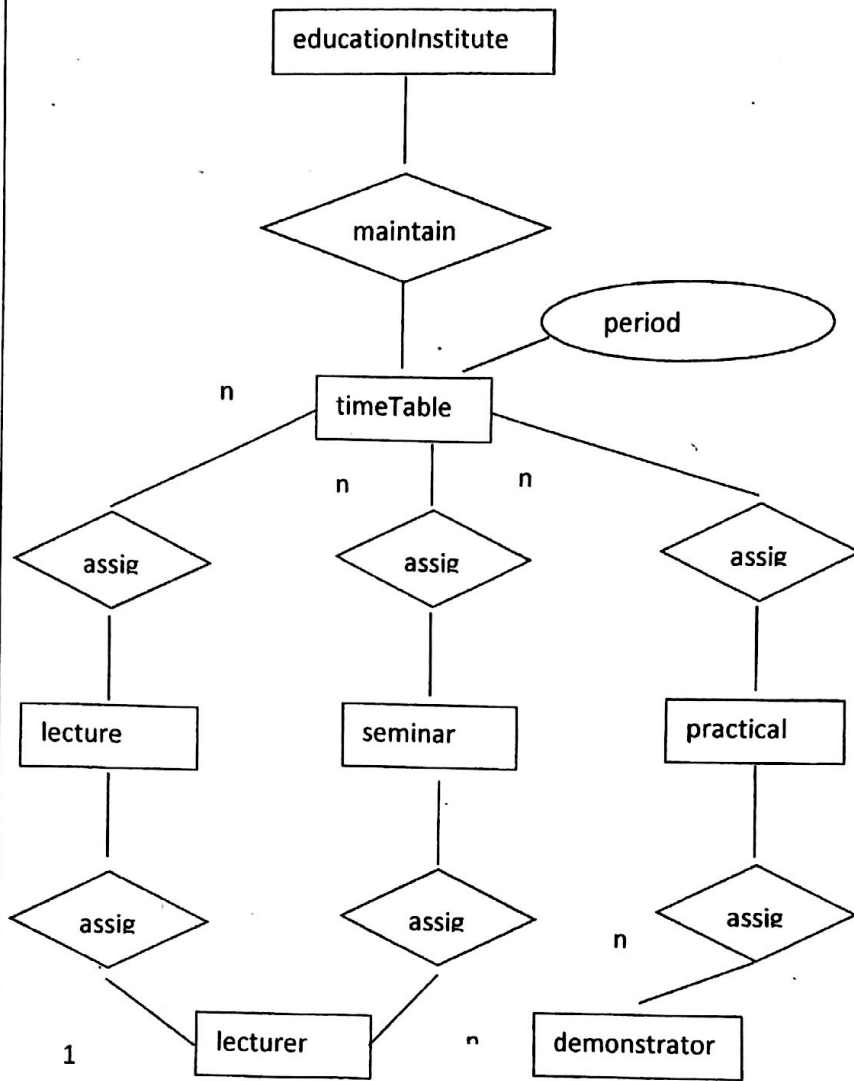 educationInstitute
maintain
period
n
timeTable
n
n
assig
assig
assig
lecture
seminar
practical
assig
assig
assig
n
lecturer
n
demonstrator
1